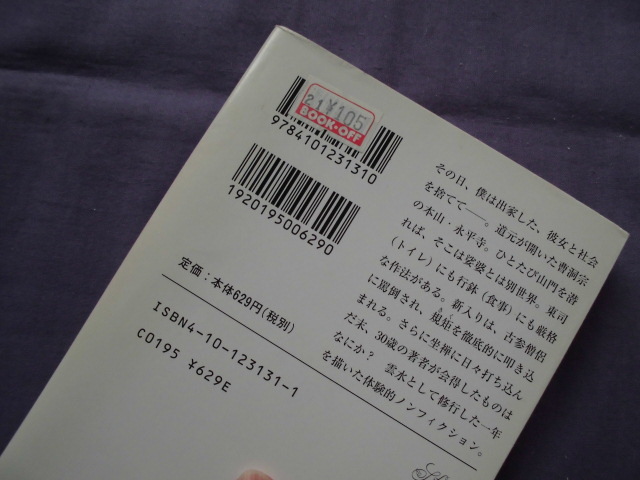 21 ¥105
BOOK・OFF
9784101231310
1920195006290
定価：本体629円(税別)
ISBN4-10-123131-1
C0195 ¥629E
その日、僕は出家した、彼女と社会
を捨てて――。道元が開いた曹洞宗
の本山・永平寺。ひとたび山門を潜
れば、そこは娑婆とは別世界。東司
(トイレ)にも行鉢(食事)にも厳格
な作法がある。新入りは、古参僧侶
に罵倒され、規矩を徹底的に叩き込
まれる。さらに坐禅に日々打ち込ん
だ末、30歳の著者が会得したものは
なにか？ 雲水として修行した一年
を描いた体験的ノンフィクション。